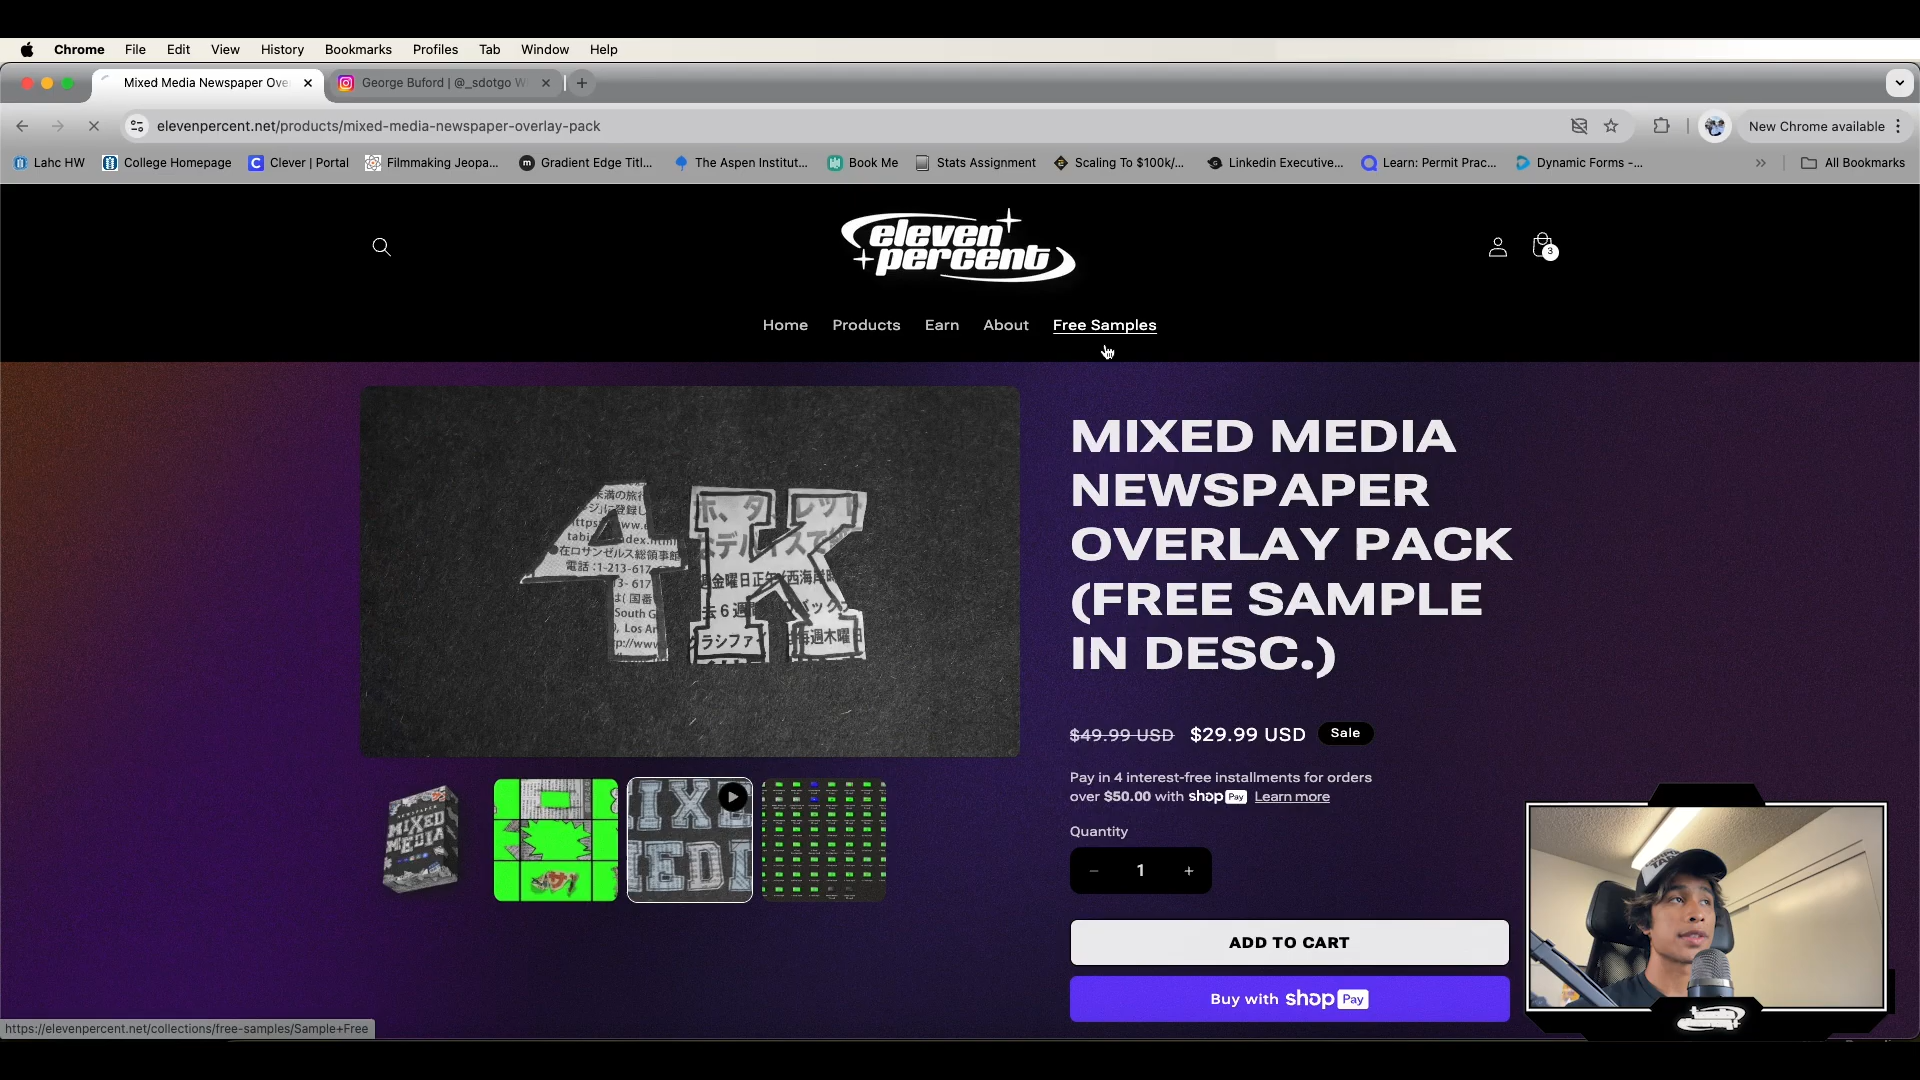 Chrome File Edit View History Bookmarks Profiles Tab Window Help
Mixed Media Newspaper Ove
George Buford | @_sdotgo W
elevenpercent.net/products/mixed-media-newspaper-overlay-pack
New Chrome available
Lahc HW
College Homepage
Clever | Portal
Filmmaking Jeopa...
Gradient Edge Titl...
The Aspen Institut...
Book Me
Stats Assignment
Scaling To $100k/...
Linkedin Executive...
Learn: Permit Prac...
Dynamic Forms -...
All Bookmarks
eleven
percent
3
Home Products Earn About Free Samples
4K
MIXED MEDIA
NEWSPAPER
OVERLAY PACK
(FREE SAMPLE
IN DESC.)
$49.99 USD $29.99 USD Sale
Pay in 4 interest-free installments for orders
over $50.00 with shop Pay Learn more
Quantity
− 1 +
ADD TO CART
Buy with shop Pay
MIXED
MEDIA
IXE
EDI
https://elevenpercent.net/collections/free-samples/Sample+Free